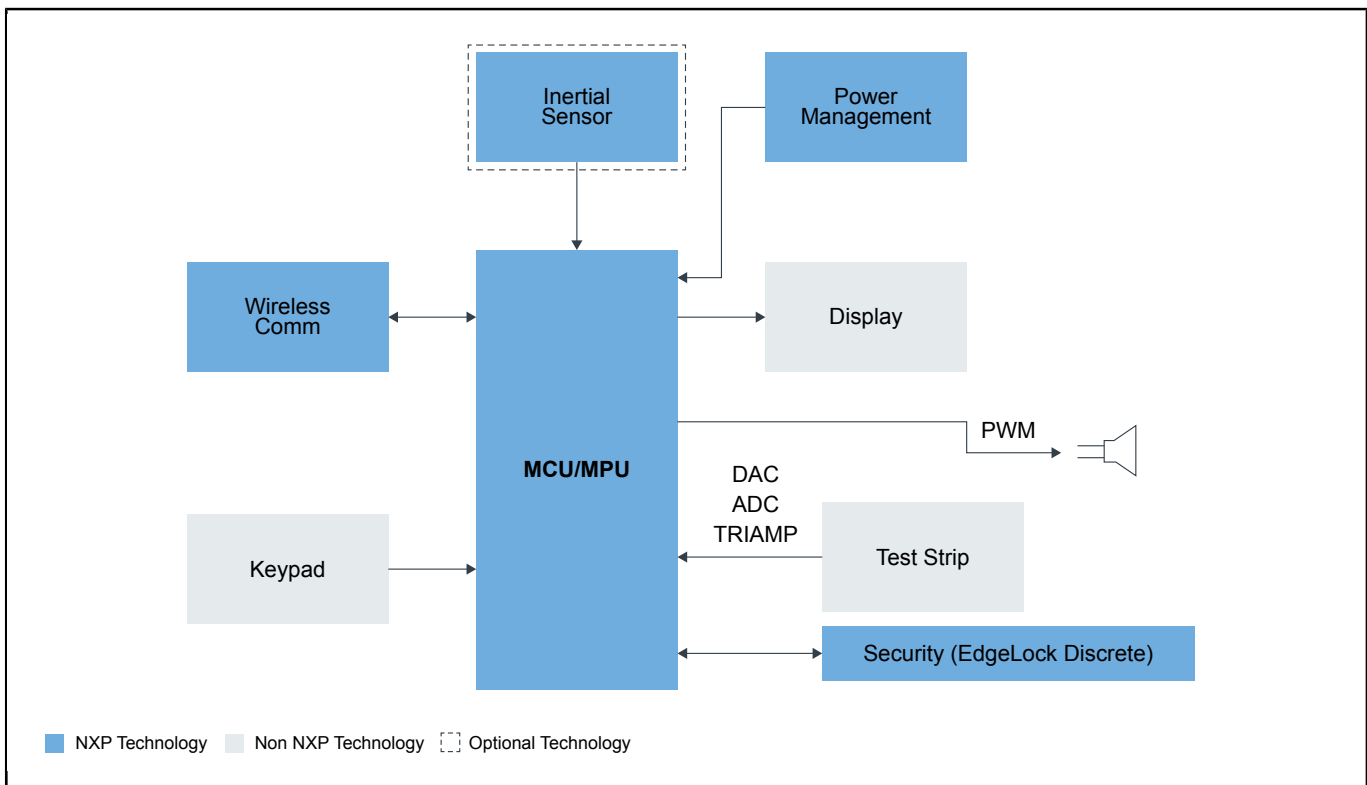 Inertial
Sensor
Power
Management
Wireless
Comm
Display
PWM
MCU/MPU
DAC
ADC
TRIAMP
Keypad
Test Strip
Security (EdgeLock Discrete)
NXP Technology
Non NXP Technology
Optional Technology